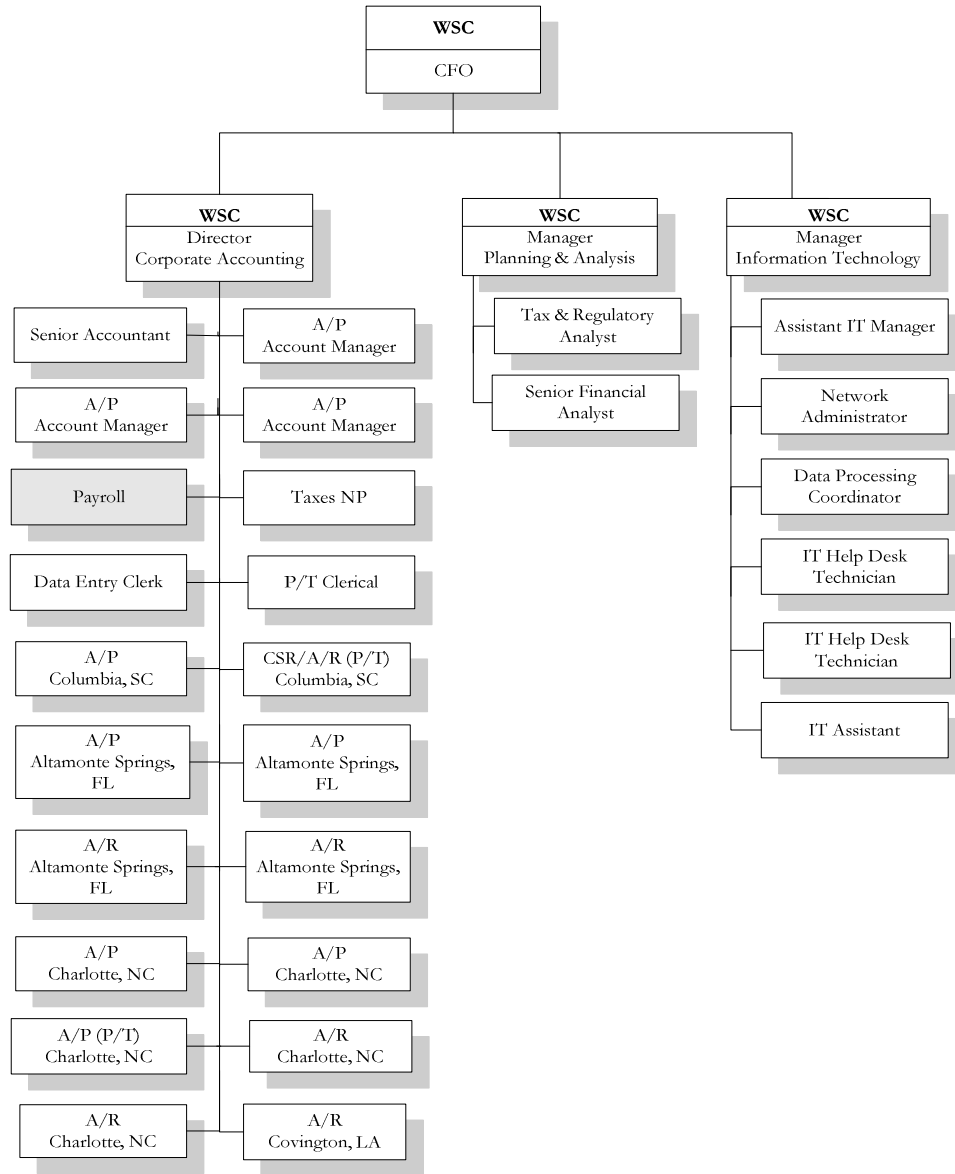 WSC
CFO
WSC
Director
Corporate Accounting
WSC
Manager
Planning & Analysis
WSC
Manager
Information Technology
Senior Accountant
A/P
Account Manager
A/P
Account Manager
A/P
Account Manager
Payroll
Taxes NP
Data Entry Clerk
P/T Clerical
A/P
Columbia, SC
CSR/A/R (P/T)
Columbia, SC
A/P
Altamonte Springs,
FL
A/P
Altamonte Springs,
FL
A/R
Altamonte Springs,
FL
A/R
Altamonte Springs,
FL
A/P
Charlotte, NC
A/P
Charlotte, NC
A/P (P/T)
Charlotte, NC
A/R
Charlotte, NC
A/R
Charlotte, NC
A/R
Covington, LA
Tax & Regulatory
Analyst
Senior Financial
Analyst
Assistant IT Manager
Network
Administrator
Data Processing
Coordinator
IT Help Desk
Technician
IT Help Desk
Technician
IT Assistant